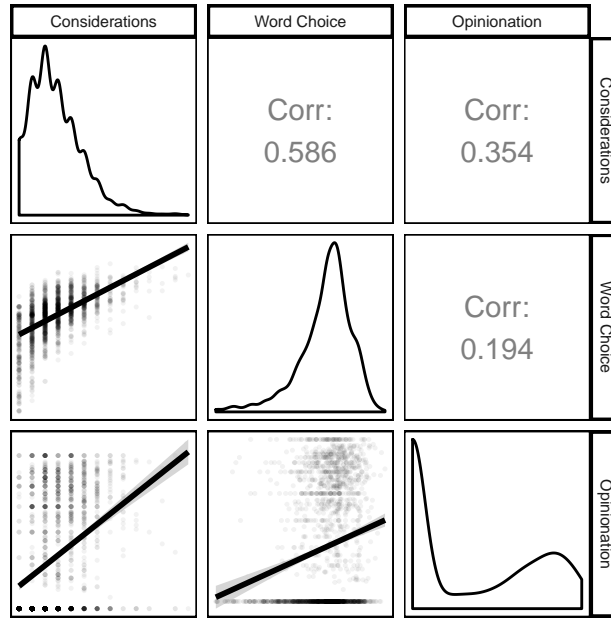 Considerations
Word Choice
Opinionation
Corr:
0.586
Corr:
0.354
Considerations
Corr:
0.194
Word Choice
Opinionation